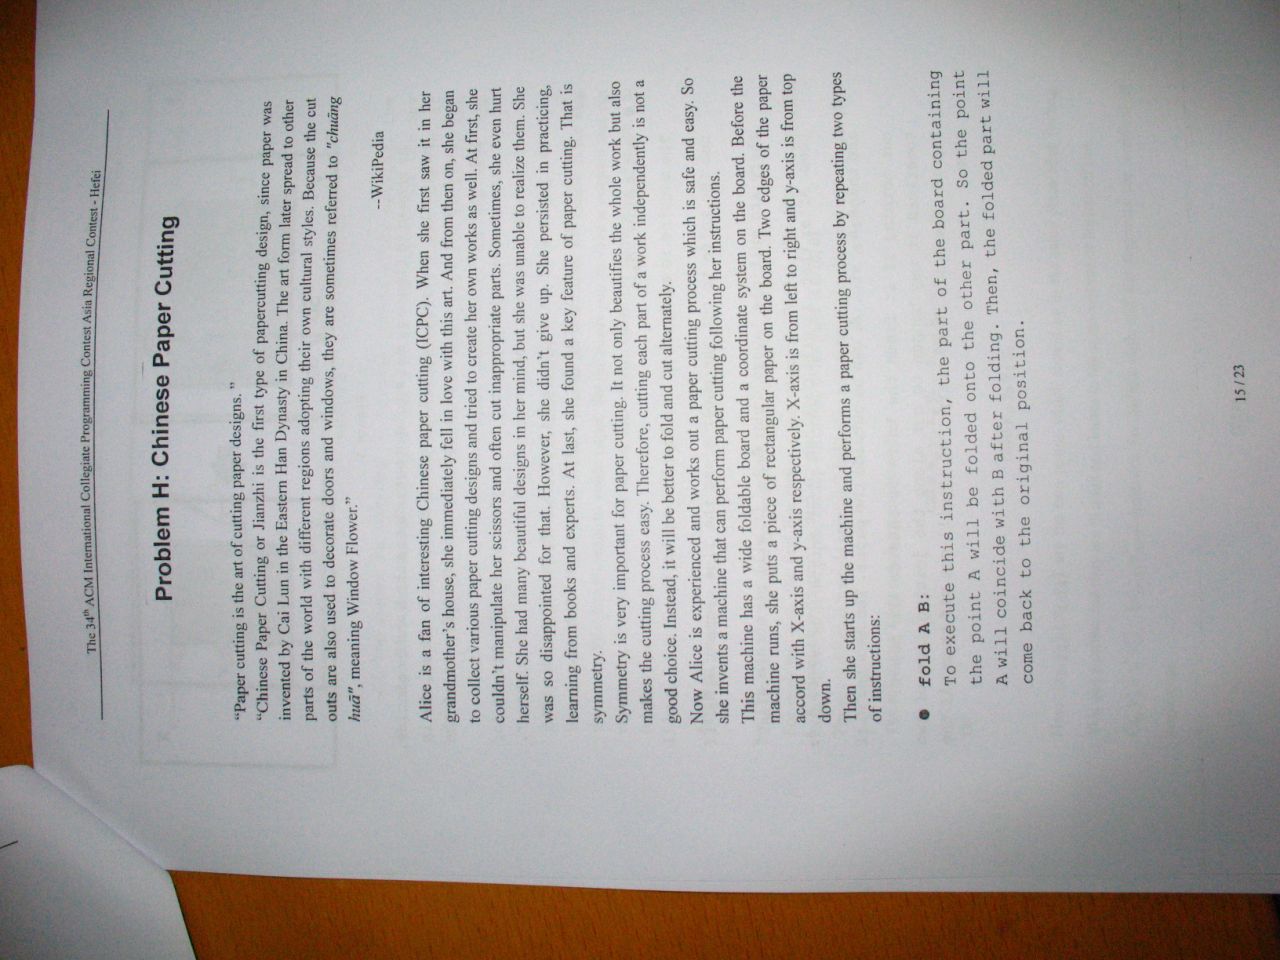 The 34th ACM International Collegiate Programming Contest Asia Regional Contest - Hefei
Problem H: Chinese Paper Cutting
“Paper cutting is the art of cutting paper designs.”
“Chinese Paper Cutting or Jianzhi is the first type of papercutting design, since paper was
invented by Cai Lun in the Eastern Han Dynasty in China. The art form later spread to other
parts of the world with different regions adopting their own cultural styles. Because the cut
outs are also used to decorate doors and windows, they are sometimes referred to "chuāng
huā", meaning Window Flower.”
--WikiPedia
Alice is a fan of interesting Chinese paper cutting (ICPC). When she first saw it in her
grandmother's house, she immediately fell in love with this art. And from then on, she began
to collect various paper cutting designs and tried to create her own works as well. At first, she
couldn't manipulate her scissors and often cut inappropriate parts. Sometimes, she even hurt
herself. She had many beautiful designs in her mind, but she was unable to realize them. She
was so disappointed for that. However, she didn't give up. She persisted in practicing,
learning from books and experts. At last, she found a key feature of paper cutting. That is
symmetry.
Symmetry is very important for paper cutting. It not only beautifies the whole work but also
makes the cutting process easy. Therefore, cutting each part of a work independently is not a
good choice. Instead, it will be better to fold and cut alternately.
Now Alice is experienced and works out a paper cutting process which is safe and easy. So
she invents a machine that can perform paper cutting following her instructions.
This machine has a wide foldable board and a coordinate system on the board. Before the
machine runs, she puts a piece of rectangular paper on the board. Two edges of the paper
accord with X-axis and y-axis respectively. X-axis is from left to right and y-axis is from top
down.
Then she starts up the machine and performs a paper cutting process by repeating two types
of instructions:
● fold A B:
To execute this instruction, the part of the board containing
the point A will be folded onto the other part. So the point
A will coincide with B after folding. Then, the folded part will
come back to the original position.
15 / 23